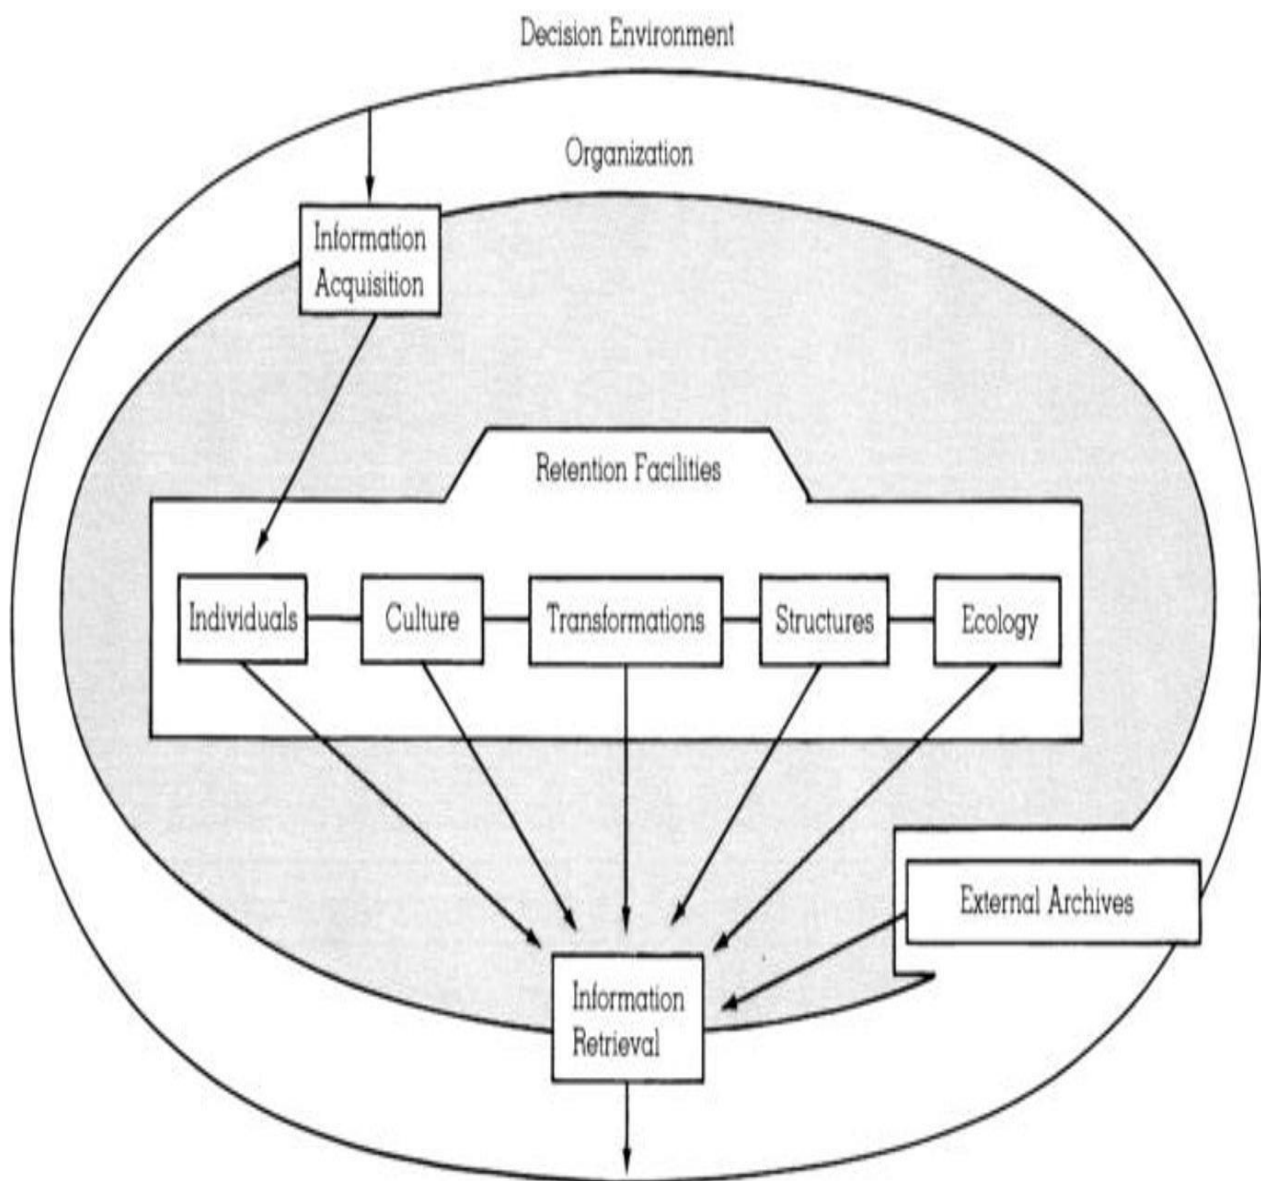 Decision Environment
Organization
Information
Acquisition
Retention Facilities
Individuals
Culture
Transformations
Structures
Ecology
External Archives
Information
Retrieval